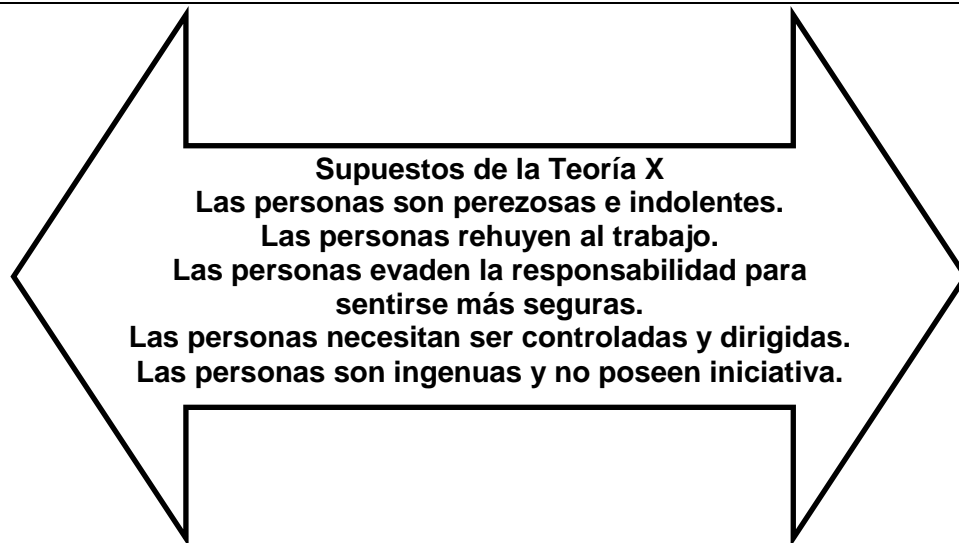 Supuestos de la Teoría X
Las personas son perezosas e indolentes.
Las personas rehuyen al trabajo.
Las personas evaden la responsabilidad para
sentirse más seguras.
Las personas necesitan ser controladas y dirigidas.
Las personas son ingenuas y no poseen iniciativa.